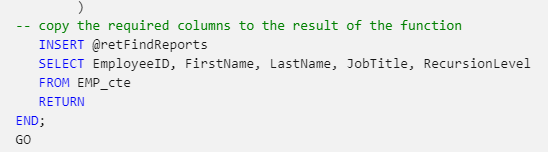 )
-- copy the required columns to the result of the function
INSERT @retFindReports
SELECT EmployeeID, FirstName, LastName, JobTitle, RecursionLevel
FROM EMP_cte
RETURN
END;
GO